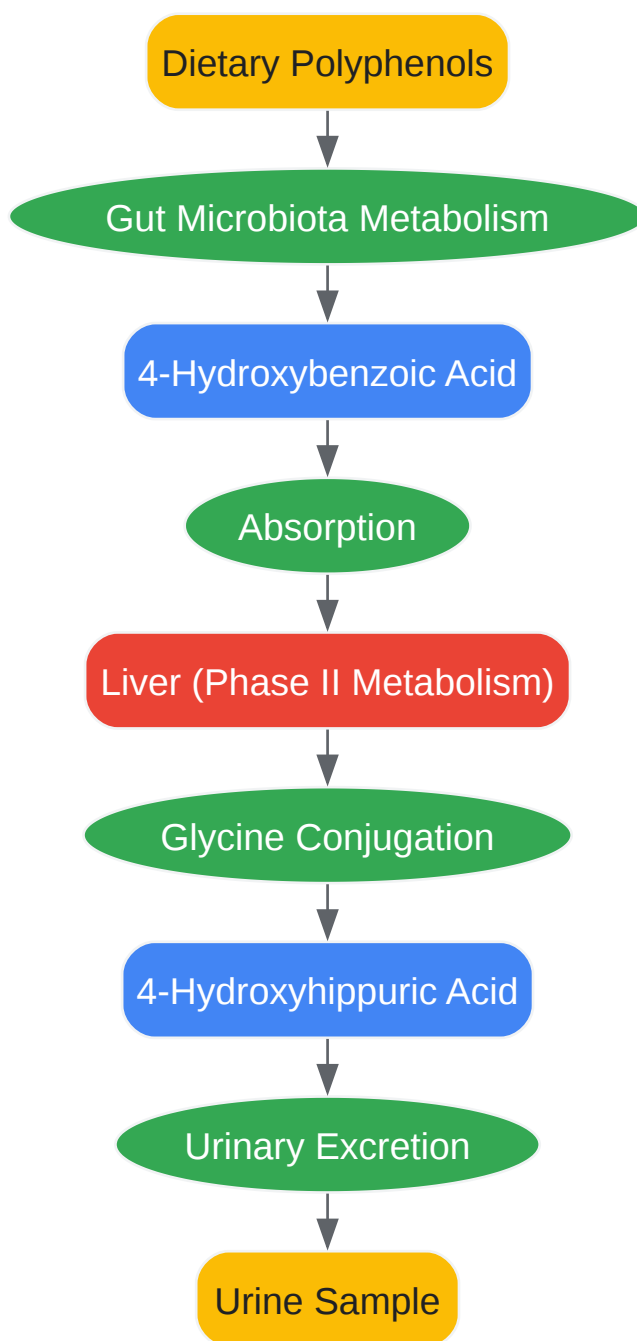 Dietary Polyphenols
Gut Microbiota Metabolism
4-Hydroxybenzoic Acid
Absorption
Liver (Phase II Metabolism)
Glycine Conjugation
4-Hydroxyhippuric Acid
Urinary Excretion
Urine Sample